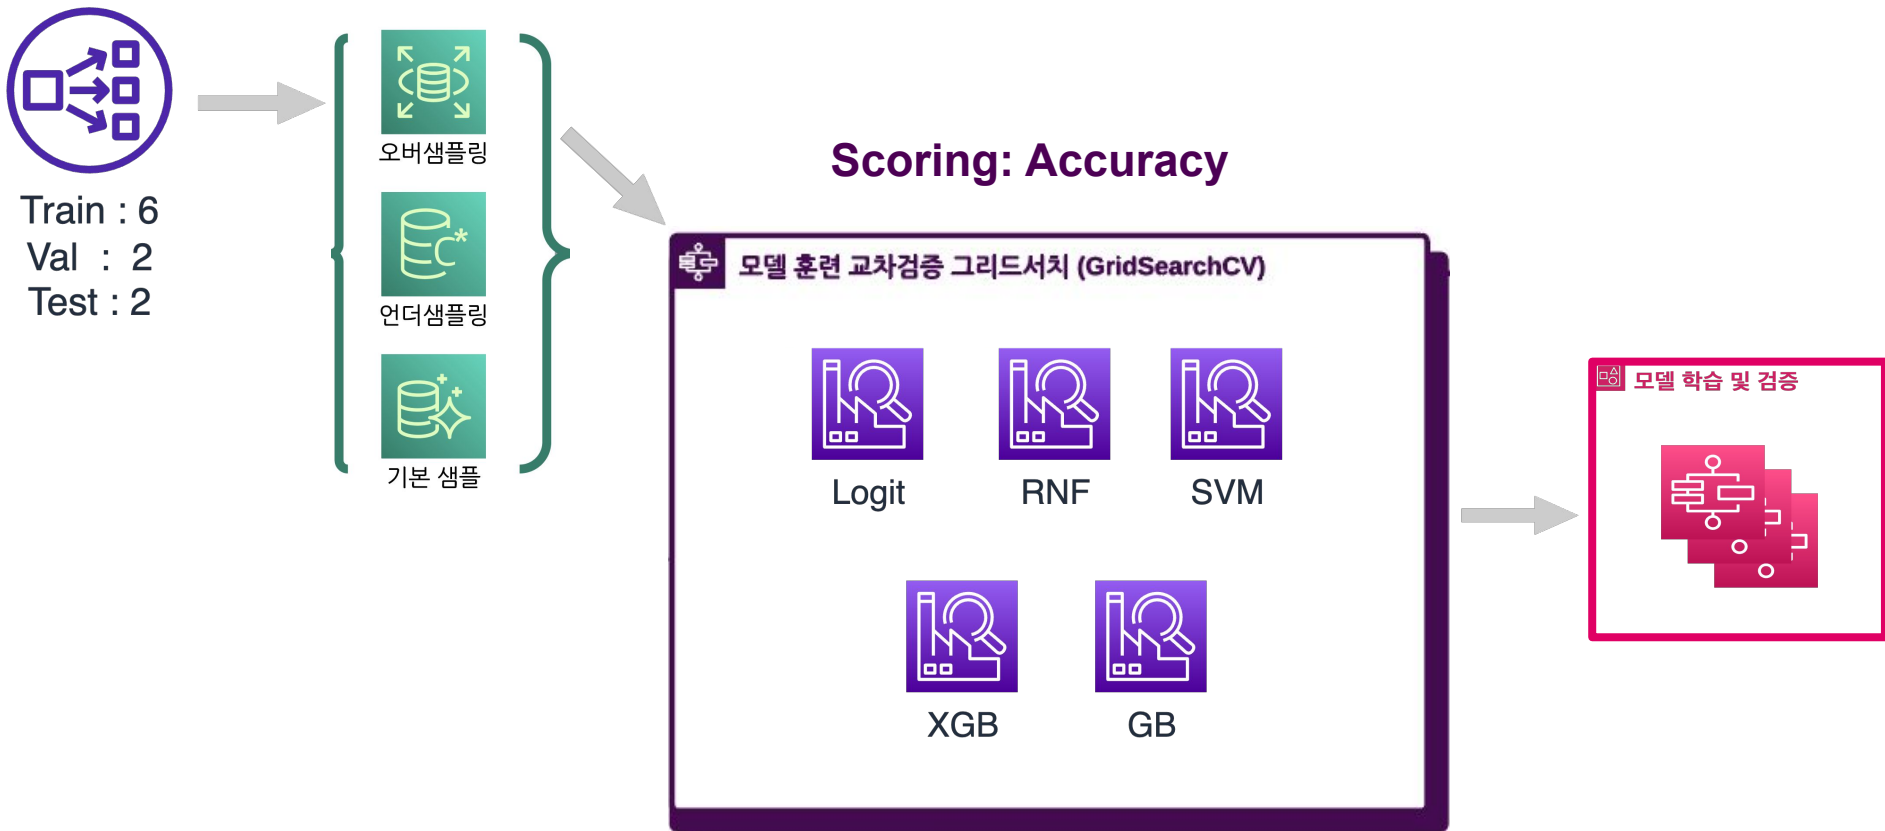 Train : 6
Val : 2
Test : 2
오버샘플링
언더샘플링
기본 샘플
Scoring: Accuracy
모델 훈련 교차검증 그리드서치 (GridSearchCV)
Logit
RNF
SVM
XGB
GB
모델 학습 및 검증